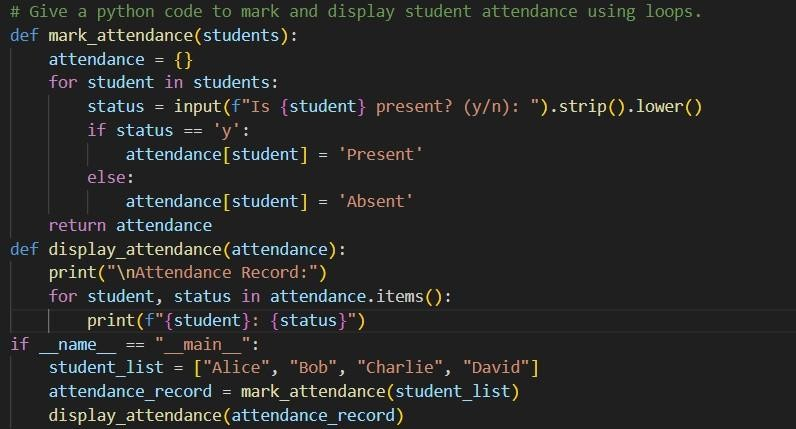 # Give a python code to mark and display student attendance using loops.
def mark_attendance(students):
    attendance = {}
    for student in students:
        status = input(f"Is {student} present? (y/n): ").strip().lower()
        if status == 'y':
            attendance[student] = 'Present'
        else:
            attendance[student] = 'Absent'
    return attendance
def display_attendance(attendance):
    print("\nAttendance Record:")
    for student, status in attendance.items():
        print(f"{student}: {status}")
if __name__ == "__main__":
    student_list = ["Alice", "Bob", "Charlie", "David"]
    attendance_record = mark_attendance(student_list)
    display_attendance(attendance_record)